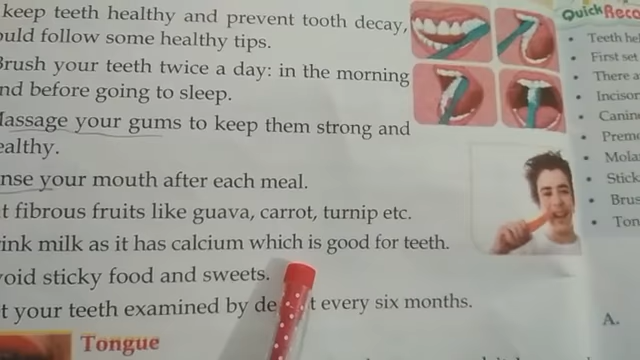 keep teeth healthy and prevent tooth decay,
ould follow some healthy tips.
Brush your teeth twice a day: in the morning
nd before going to sleep.
Massage your gums to keep them strong and
ealthy.
nse your mouth after each meal.
t fibrous fruits like guava, carrot, turnip etc.
ink milk as it has calcium which is good for teeth.
void sticky food and sweets.
t your teeth examined by de t every six months.
Tongue
Quick Reco
• Teeth hel
• First set
• There a
• Incisor
• Canin
• Premo
• Mola
• Stick
• Brus
• Ton
A.